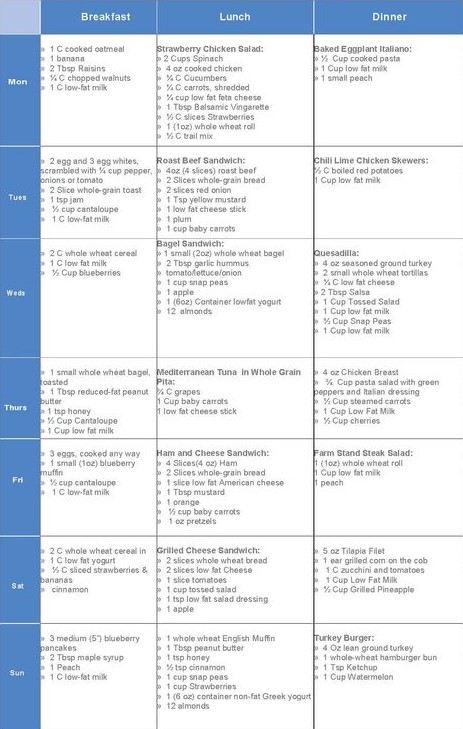 Breakfast
Lunch
Dinner
Mon
» 1 C cooked oatmeal
» 1 banana
» 2 Tbsp Raisins
» ¼ C chopped walnuts
» 1 C low-fat milk
Strawberry Chicken Salad:
» 2 Cups Spinach
» 4 oz cooked chicken
» ¼ C Cucumbers
» ¼ C carrots, shredded
» ¼ cup low fat feta cheese
» 1 Tbsp Balsamic Vingarette
» ½ C slices Strawberries
» 1 (1oz) whole wheat roll
» ½ C trail mix
Baked Eggplant Italiano:
» ½ Cup cooked pasta
» 1 Cup low fat milk
» 1 small peach
Tues
» 2 egg and 3 egg whites,
scrambled with ¼ cup pepper,
onions or tomato
» 2 Slice whole-grain toast
» 1 tsp jam
» ½ cup cantaloupe
» 1 C low-fat milk
Roast Beef Sandwich:
» 4oz (4 slices) roast beef
» 2 Slices whole-grain bread
» 2 slices red onion
» 1 Tsp yellow mustard
» 1 low fat cheese stick
» 1 plum
» 1 cup baby carrots
Chili Lime Chicken Skewers:
½ C boiled red potatoes
1 Cup low fat milk
Weds
» 2 C whole wheat cereal
» 1 C low fat milk
» ½ Cup blueberries
Bagel Sandwich:
» 1 small (2oz) whole wheat bagel
» 2 Tbsp garlic hummus
» tomato/lettuce/onion
» 1 cup snap peas
» 1 apple
» 1 (6oz) Container lowfat yogurt
» 12 almonds
Quesadilla:
» 4 oz seasoned ground turkey
» 2 small whole wheat tortillas
» ¼ C low fat cheese
» 2 Tbsp Salsa
» 1 Cup Tossed Salad
» 1 Cup low fat milk
» ½ Cup Snap Peas
» 1 Cup low fat milk
Thurs
» 1 small whole wheat bagel,
toasted
» 1 Tbsp reduced-fat peanut
butter
» 1 tsp honey
» ½ Cup Cantaloupe
» 1 Cup low fat milk
Mediterranean Tuna in Whole Grain
Pita:
¾ C grapes
1 Cup baby carrots
1 low fat cheese stick
» 4 oz Chicken Breast
» ¾ Cup pasta salad with green
peppers and Italian dressing
» ½ Cup steamed carrots
» 1 Cup Low Fat Milk
» ½ Cup cherries
Fri
» 3 eggs, cooked any way
» 1 small (1oz) blueberry
muffin
» ½ cup cantaloupe
» 1 C low-fat milk
Ham and Cheese Sandwich:
» 4 Slices(4 oz) Ham
» 2 Slices whole-grain bread
» 1 slice low fat American cheese
» 1 Tbsp mustard
» 1 orange
» ½ cup baby carrots
» 1 oz pretzels
Farm Stand Steak Salad:
1 (1oz) whole wheat roll
1 Cup low fat milk
1 peach
Sat
» 2 C whole wheat cereal in
» 1 C low fat yogurt
» ½ C sliced strawberries &
bananas
» cinnamon
Grilled Cheese Sandwich:
» 2 slices whole wheat bread
» 2 slices low fat Cheese
» 1 slice tomatoes
» 1 cup tossed salad
» 1 tsp low fat salad dressing
» 1 apple
» 5 oz Tilapia Filet
» 1 ear grilled corn on the cob
» 1 C zucchini and tomatoes
» 1 Cup Low Fat Milk
» ½ Cup Grilled Pineapple
Sun
» 3 medium (5") blueberry
pancakes
» 2 Tbsp maple syrup
» 1 Peach
» 1 C low-fat milk
» 1 whole wheat English Muffin
» 1 Tbsp peanut butter
» 1 tsp honey
» ½ tsp cinnamon
» 1 cup snap peas
» 1 cup Strawberries
» 1 (6 oz) container non-fat Greek yogurt
» 12 almonds
Turkey Burger:
» 4 Oz lean ground turkey
» 1 whole-wheat hamburger bun
» 1 Tsp Ketchup
» 1 Cup Watermelon